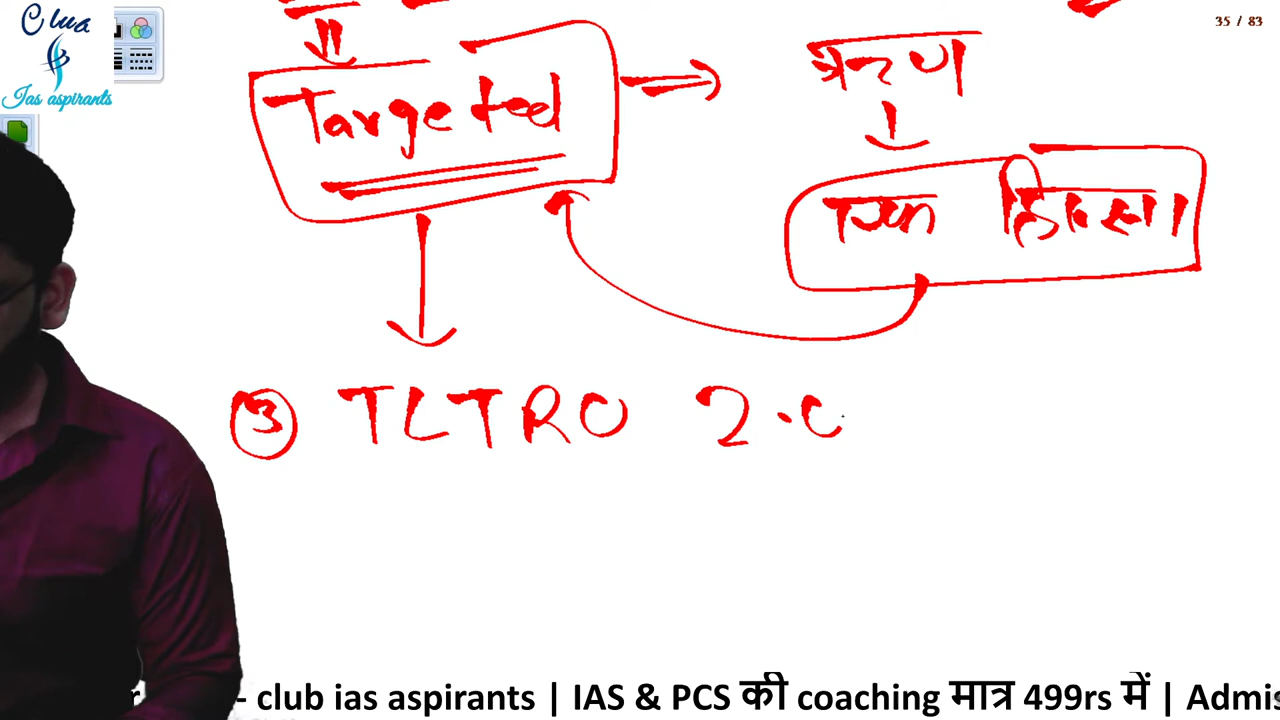 Club
Ias aspirants
35 / 83
Targeted
ऋण
एक हिस्सा
③ TLTRO 2.0
- club ias aspirants | IAS & PCS की coaching मात्र 499rs में | Admis